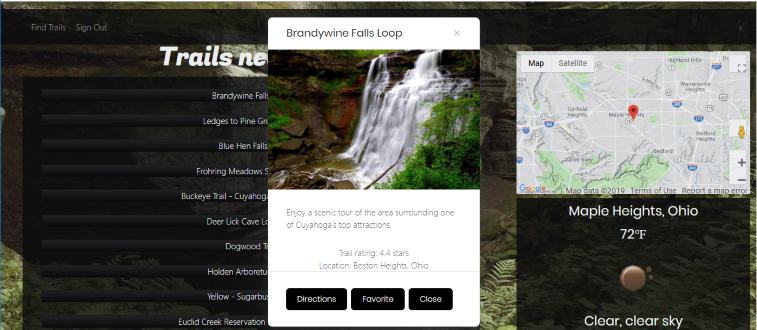 Find Trails
Sign Out
Trails ne
Brandywine Falls
Ledges to Pine Gr
Blue Hen Falls
Frohring Meadows S
Buckeye Trail - Cuyahoga
Deer Lick Cave Lo
Dogwood Tr
Holden Arboretu
Yellow - Sugarbus
Euclid Creek Reservation
Brandywine Falls Loop
×
Enjoy a scenic tour of the area surrounding one
of Cuyahoga's top attractions.
Trail rating: 4.4 stars
Location: Boston Heights, Ohio
Directions
Favorite
Close
Map
Satellite
Highland Hills
Warrensville
Heights
Garfield
Heights
Maple Heights
Bedford
Bedford
Heights
Valley View
Google
Map data ©2019
Terms of Use
Report a map error
Maple Heights, Ohio
72°F
Clear, clear sky